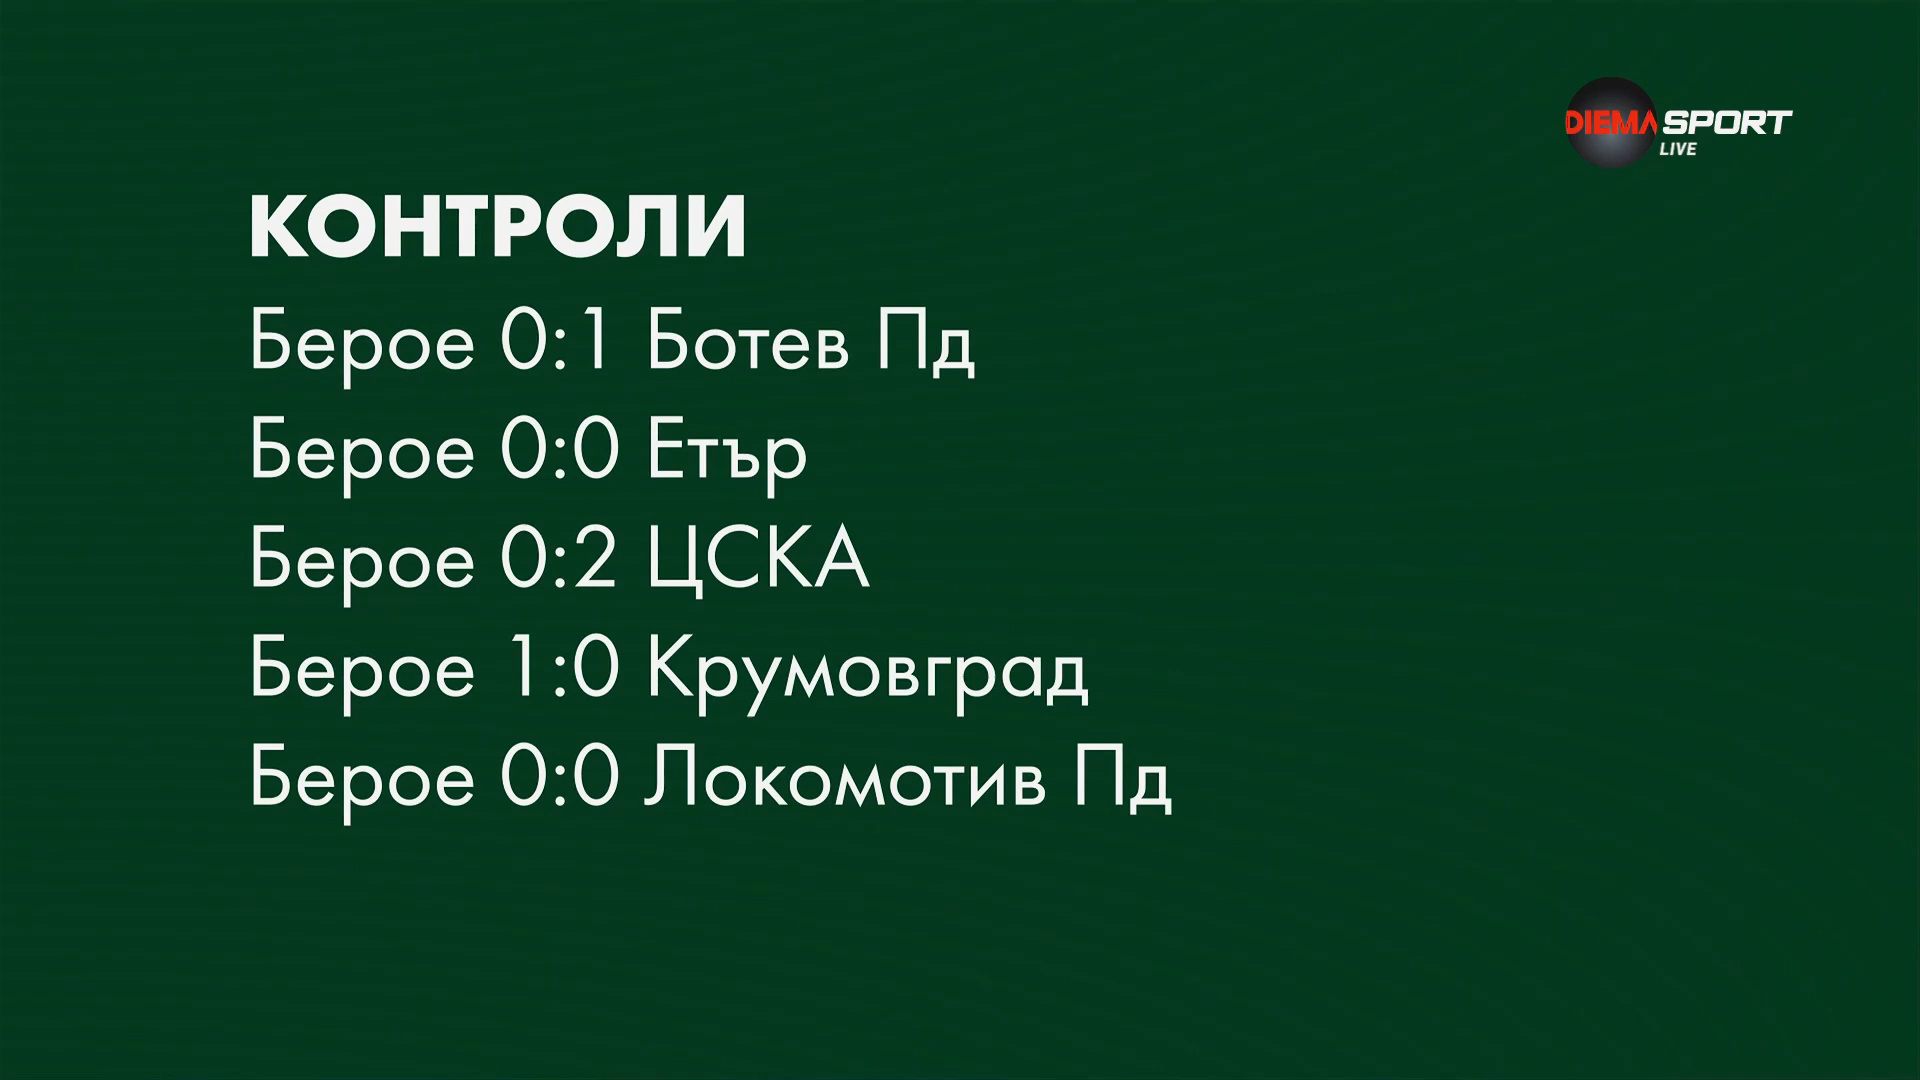 DIEMA SPORT
LIVE
КОНТРОЛИ
Берое 0:1 Ботев Пд
Берое 0:0 Етър
Берое 0:2 ЦСКА
Берое 1:0 Крумовград
Берое 0:0 Локомотив Пд